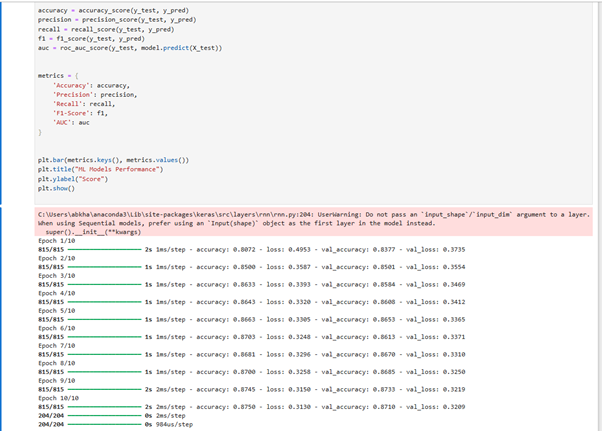 accuracy = accuracy_score(y_test, y_pred)
precision = precision_score(y_test, y_pred)
recall = recall_score(y_test, y_pred)
f1 = f1_score(y_test, y_pred)
auc = roc_auc_score(y_test, model.predict(X_test))
metrics = {
'Accuracy': accuracy,
'Precision': precision,
'Recall': recall,
'F1-Score': f1,
'AUC': auc
}
plt.bar(metrics.keys(), metrics.values())
plt.title("ML Models Performance")
plt.ylabel("Score")
plt.show()
C:\Users\abkha\anaconda3\Lib\site-packages\keras\src\layers\rnn\rnn.py:204: UserWarning: Do not pass an `input_shape`/`input_dim` argument to a layer.
When using Sequential models, prefer using an `Input(shape)` object as the first layer in the model instead.
super().__init__(**kwargs)
Epoch 1/10
815/815 2s 1ms/step - accuracy: 0.8072 - loss: 0.4953 - val_accuracy: 0.8377 - val_loss: 0.3735
Epoch 2/10
815/815 1s 1ms/step - accuracy: 0.8500 - loss: 0.3587 - val_accuracy: 0.8501 - val_loss: 0.3554
Epoch 3/10
815/815 1s 1ms/step - accuracy: 0.8633 - loss: 0.3393 - val_accuracy: 0.8584 - val_loss: 0.3469
Epoch 4/10
815/815 1s 1ms/step - accuracy: 0.8643 - loss: 0.3320 - val_accuracy: 0.8608 - val_loss: 0.3412
Epoch 5/10
815/815 1s 1ms/step - accuracy: 0.8663 - loss: 0.3305 - val_accuracy: 0.8653 - val_loss: 0.3365
Epoch 6/10
815/815 1s 1ms/step - accuracy: 0.8703 - loss: 0.3248 - val_accuracy: 0.8613 - val_loss: 0.3371
Epoch 7/10
815/815 1s 1ms/step - accuracy: 0.8681 - loss: 0.3296 - val_accuracy: 0.8670 - val_loss: 0.3310
Epoch 8/10
815/815 1s 1ms/step - accuracy: 0.8700 - loss: 0.3258 - val_accuracy: 0.8685 - val_loss: 0.3250
Epoch 9/10
815/815 2s 2ms/step - accuracy: 0.8745 - loss: 0.3150 - val_accuracy: 0.8733 - val_loss: 0.3219
Epoch 10/10
815/815 2s 2ms/step - accuracy: 0.8750 - loss: 0.3130 - val_accuracy: 0.8710 - val_loss: 0.3209
204/204 0s 2ms/step
204/204 0s 984us/step